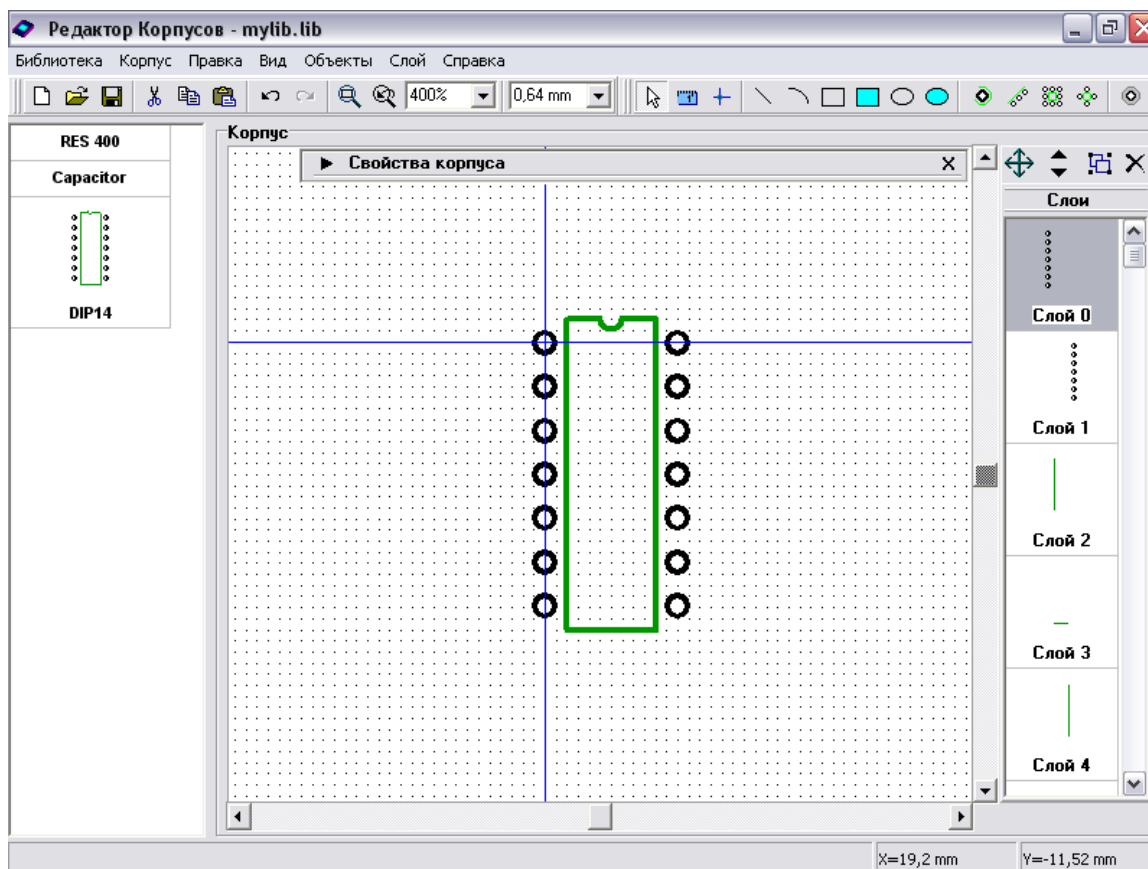 Редактор Корпусов - mylib.lib
Библиотека Корпус Правка Вид Объекты Слой Справка
400% 0,64 mm
RES 400
Capacitor
DIP14
Корпус
Свойства корпуса
Слои
Слой 0
Слой 1
Слой 2
Слой 3
Слой 4
X=19,2 mm Y=-11,52 mm